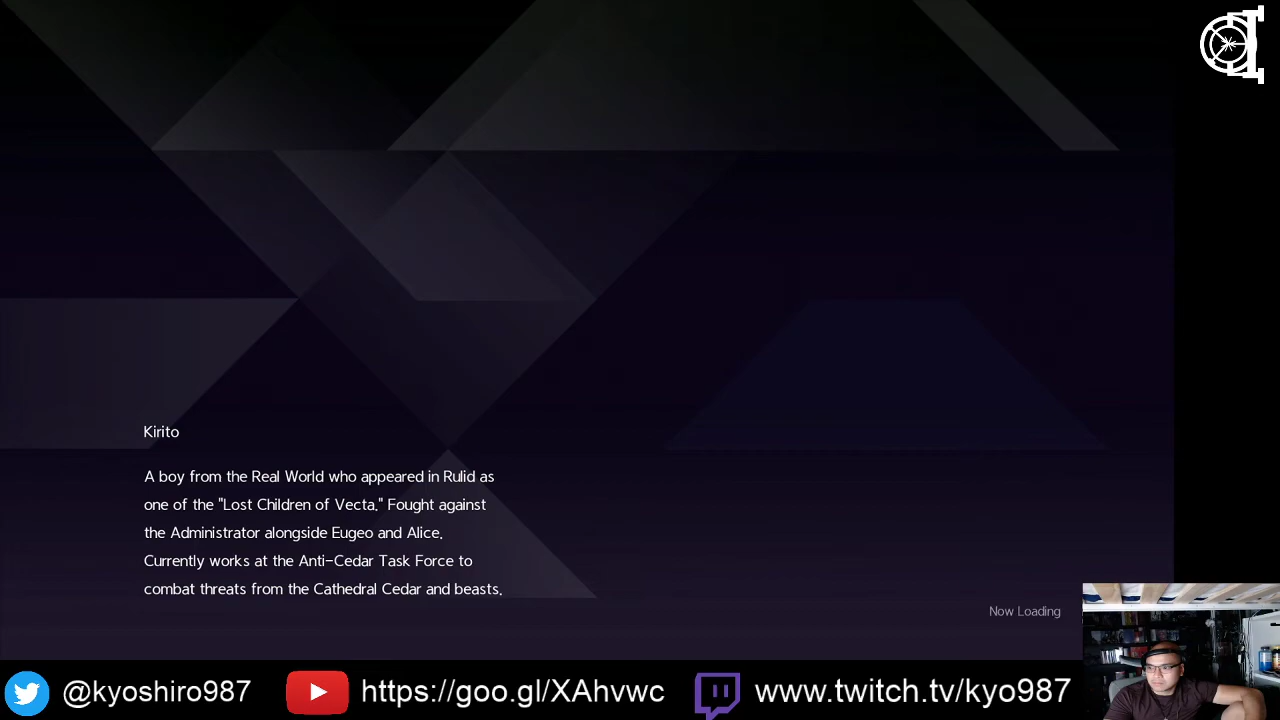 Kirito
A boy from the Real World who appeared in Rulid as
one of the "Lost Children of Vecta." Fought against
the Administrator alongside Eugeo and Alice.
Currently works at the Anti-Cedar Task Force to
combat threats from the Cathedral Cedar and beasts.
Now Loading
@kyoshiro987 https://goo.gl/XAhvwc www.twitch.tv/kyo987